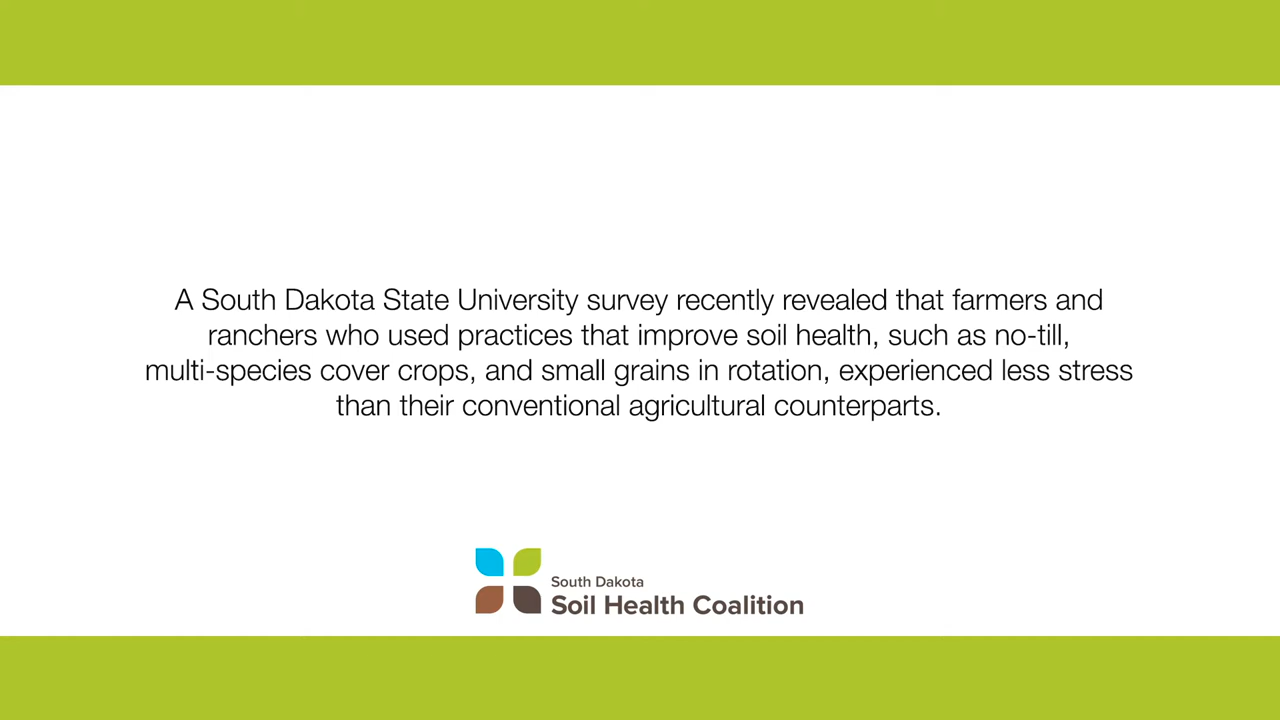 A South Dakota State University survey recently revealed that farmers and
ranchers who used practices that improve soil health, such as no-till,
multi-species cover crops, and small grains in rotation, experienced less stress
than their conventional agricultural counterparts.
South Dakota
Soil Health Coalition